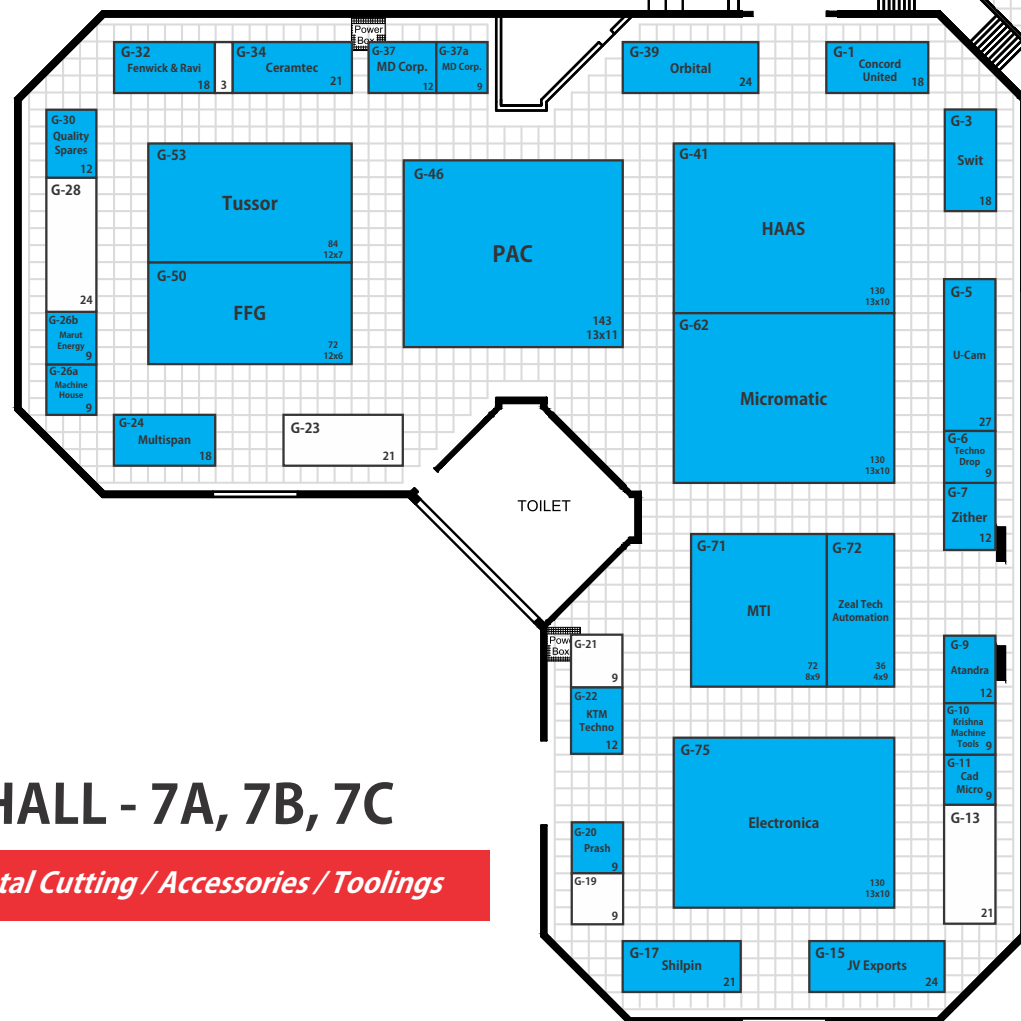 Power
Box
G-32
Fenwick & Ravi
18
3
G-34
Ceramtec
21
G-37
MD Corp.
12
G-37a
MD Corp.
9
G-39
Orbital
24
G-1
Concord
United
18
G-30
Quality
Spares
12
G-28
24
G-26b
Marut
Energy
9
G-26a
Machine
House
9
G-53
Tussor
84
12x7
G-50
FFG
72
12x6
G-46
PAC
143
13x11
G-41
HAAS
130
13x10
G-62
Micromatic
130
13x10
G-3
Swit
18
G-5
U-Cam
27
G-6
Techno
Drop
9
G-7
Zither
12
G-24
Multispan
18
G-23
21
TOILET
G-71
MTI
72
8x9
G-72
Zeal Tech
Automation
36
4x9
Pow
Box
G-21
9
G-22
KTM
Techno
12
G-9
Atandra
12
G-10
Krishna
Machine
Tools
9
G-11
Cad
Micro
9
G-13
21
G-75
Electronica
130
13x10
G-20
Prash
9
G-19
9
G-17
Shilpin
21
G-15
JV Exports
24
HALL - 7A, 7B, 7C
tal Cutting / Accessories / Toolings